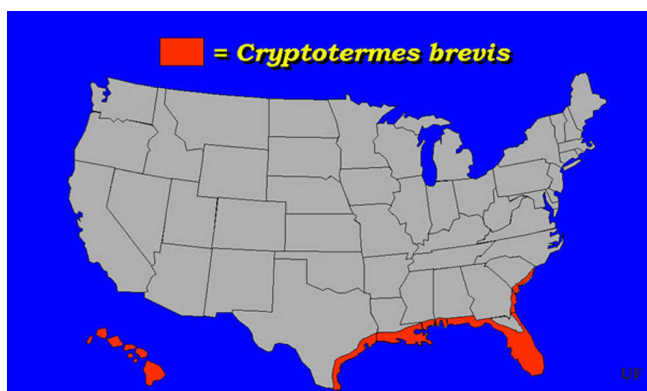 = Cryptotermes brevis
UF